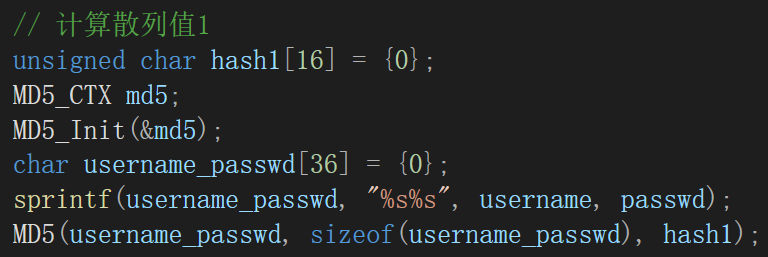 // 计算散列值1
unsigned char hash1[16] = {0};
MD5_CTX md5;
MD5_Init(&md5);
char username_passwd[36] = {0};
sprintf(username_passwd, "%s%s", username, passwd);
MD5(username_passwd, sizeof(username_passwd), hash1);